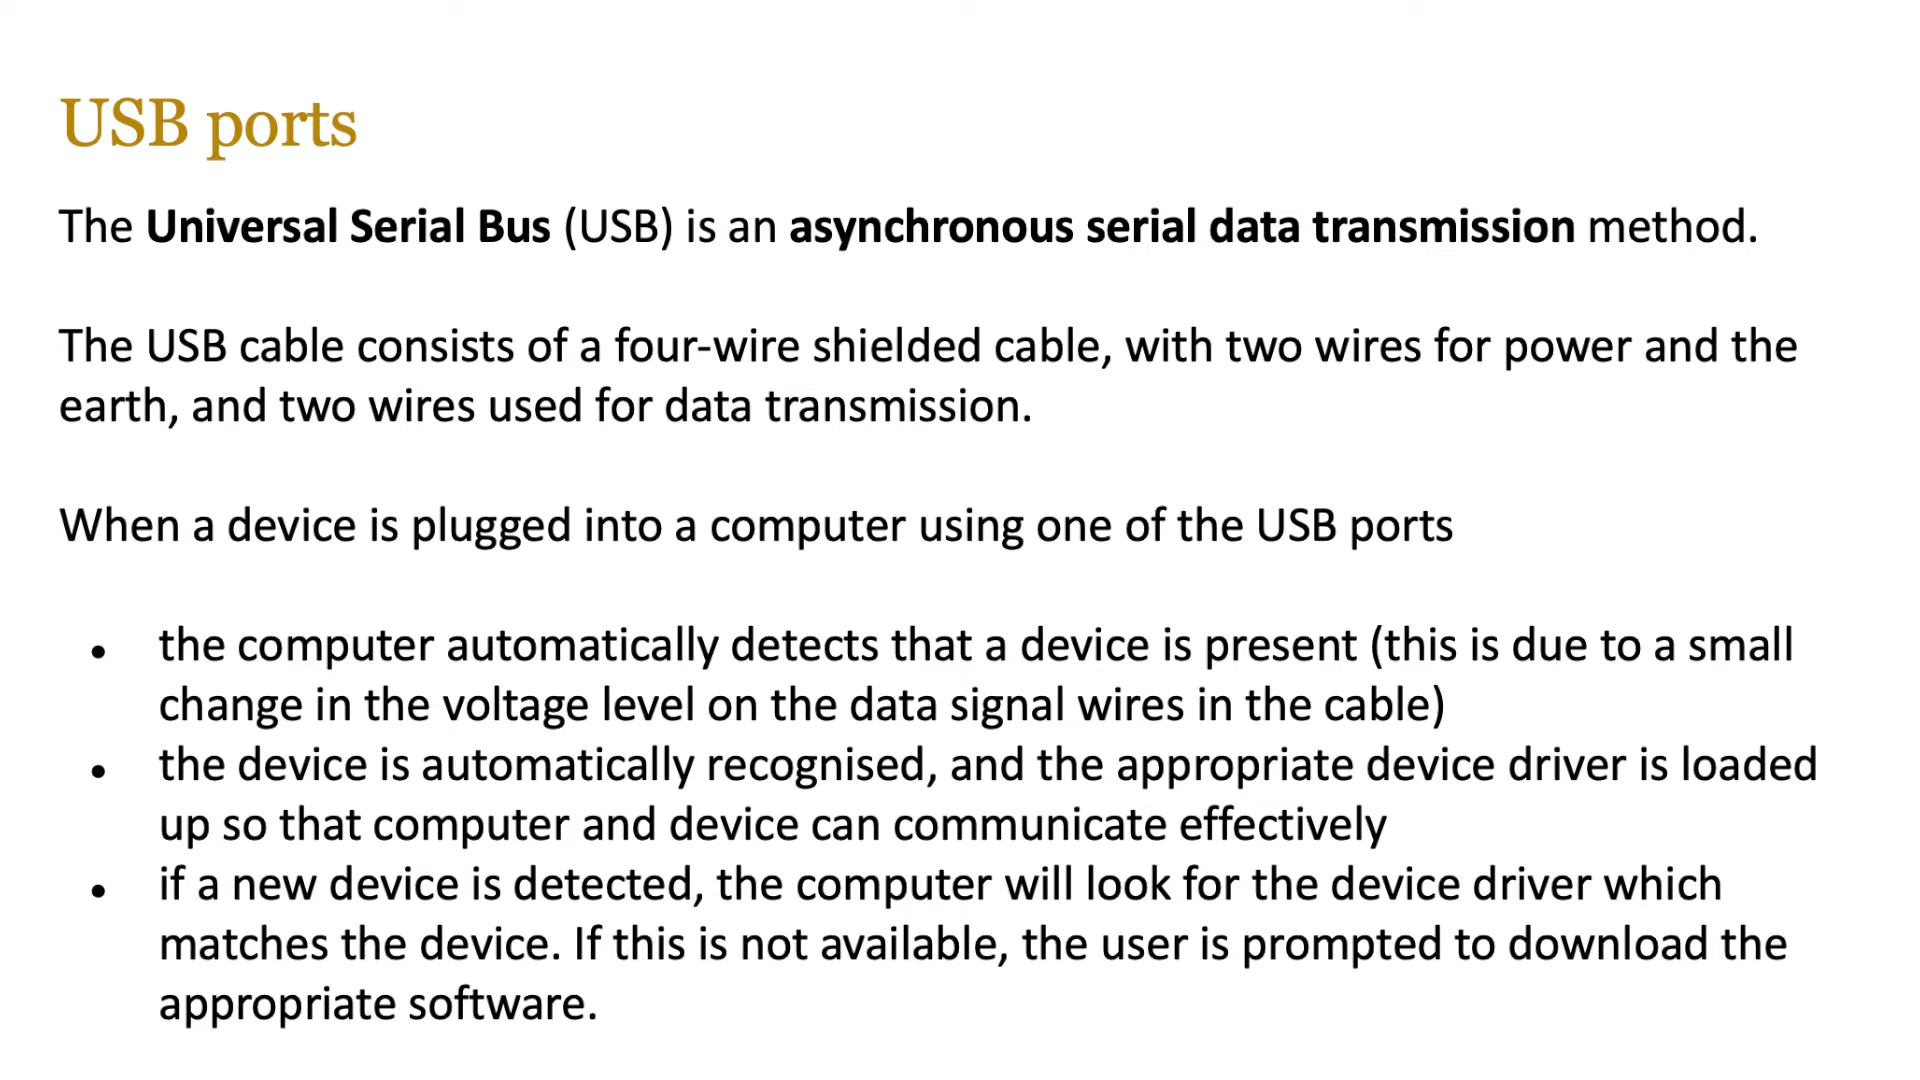 USB ports
The Universal Serial Bus (USB) is an asynchronous serial data transmission method.
The USB cable consists of a four-wire shielded cable, with two wires for power and the
earth, and two wires used for data transmission.
When a device is plugged into a computer using one of the USB ports
• the computer automatically detects that a device is present (this is due to a small
change in the voltage level on the data signal wires in the cable)
• the device is automatically recognised, and the appropriate device driver is loaded
up so that computer and device can communicate effectively
• if a new device is detected, the computer will look for the device driver which
matches the device. If this is not available, the user is prompted to download the
appropriate software.